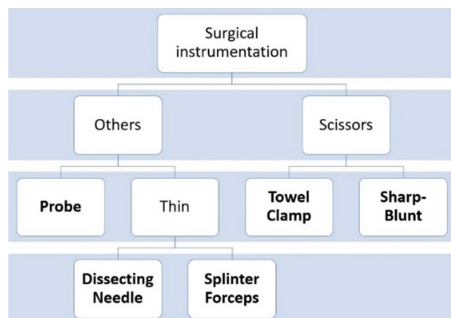 Surgical
instrumentation
Others
Scissors
Probe
Thin
Towel
Clamp
Sharp-
Blunt
Dissecting
Needle
Splinter
Forceps